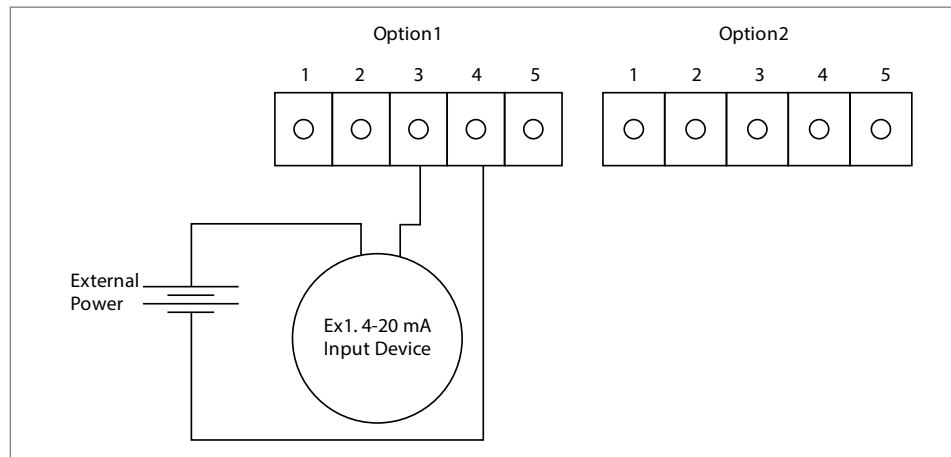 Option1
Option2
1 2 3 4 5
1 2 3 4 5
External
Power
Ex1. 4-20 mA
Input Device